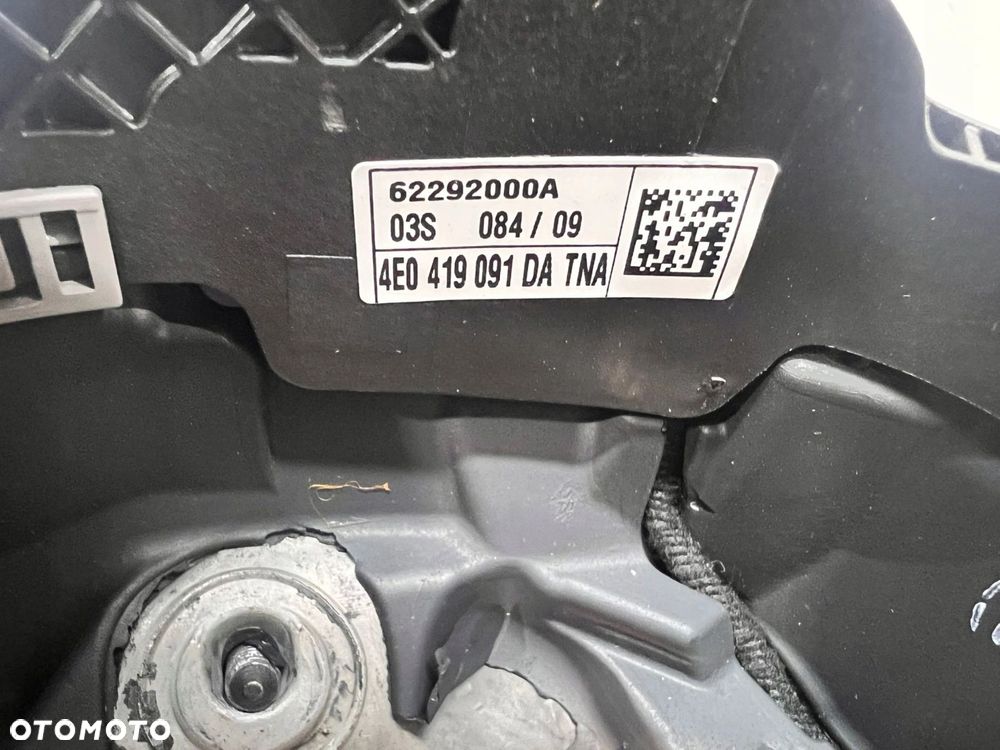 62292000A
03S 084 / 09
4E0 419 091 DA TNA
OTOMOTO